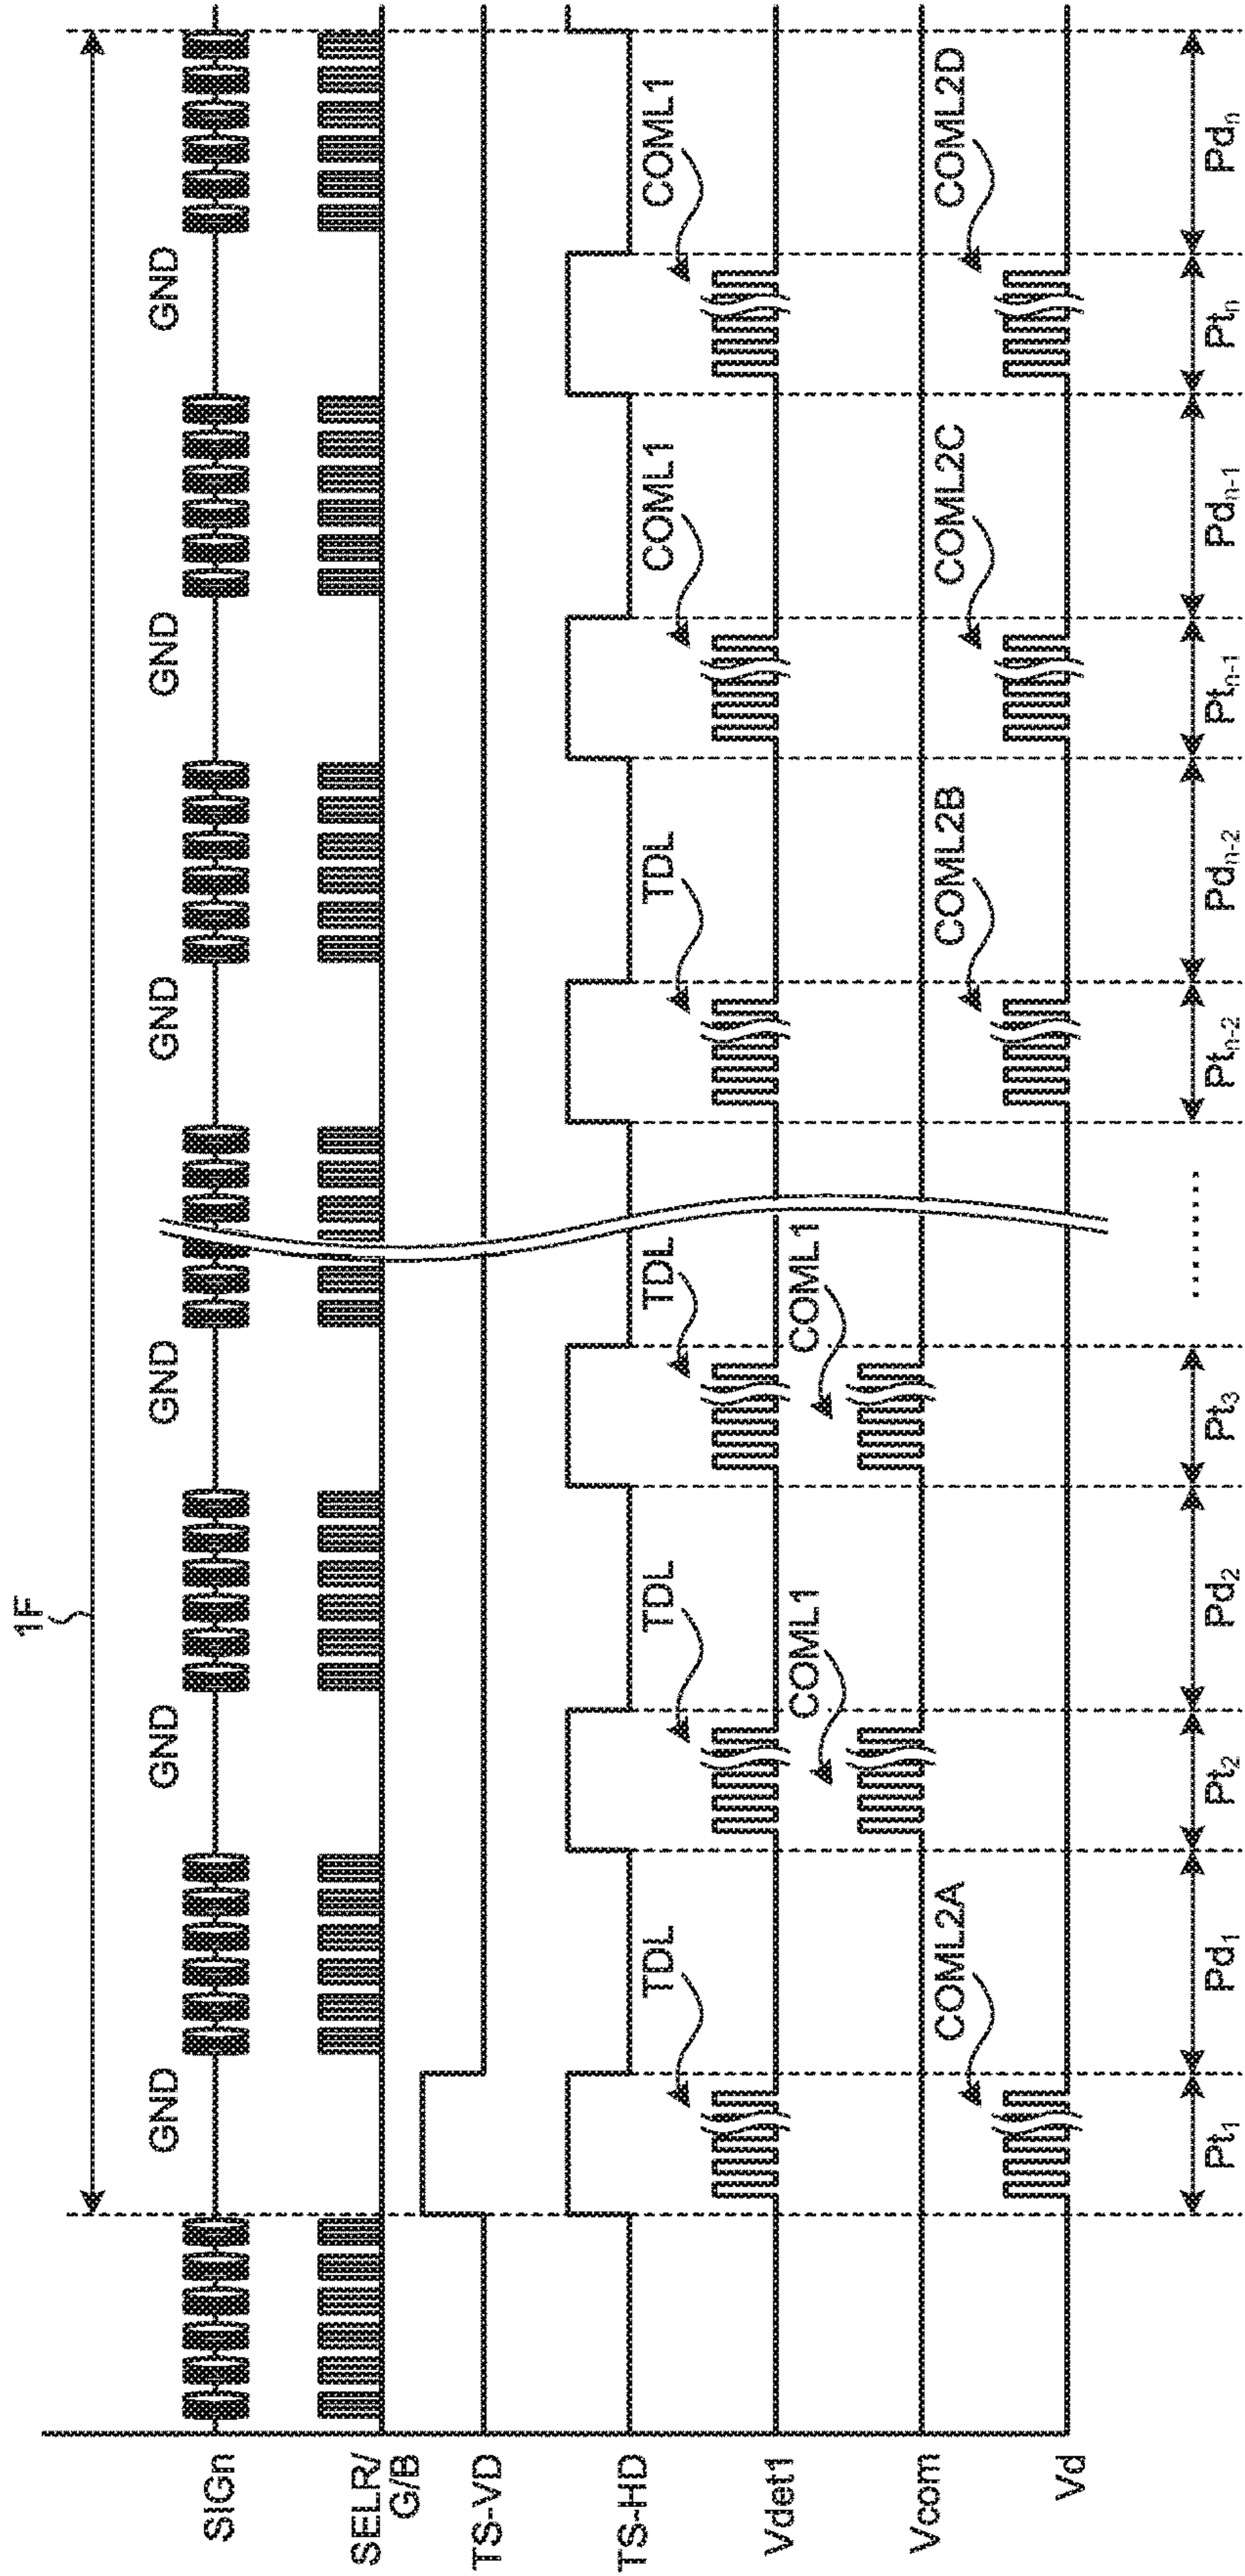 1F
GND GND GND GND GND GND
SIGn
SELR/
G/B
TS-VD
TS-HD
TDL TDL TDL TDL COML1 COML1
Vdet1
COML1 COML1
Vcom
COML2A COML2B COML2C COML2D
Vd
Pt₁ Pd₁ Pt₂ Pd₂ Pt₃ ....... Ptₙ₋₂ Pdₙ₋₂ Ptₙ₋₁ Pdₙ₋₁ Ptₙ Pdₙ